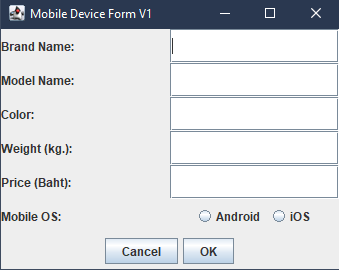 Mobile Device Form V1
Brand Name:
Model Name:
Color:
Weight (kg.):
Price (Baht):
Mobile OS: Android iOS
Cancel OK